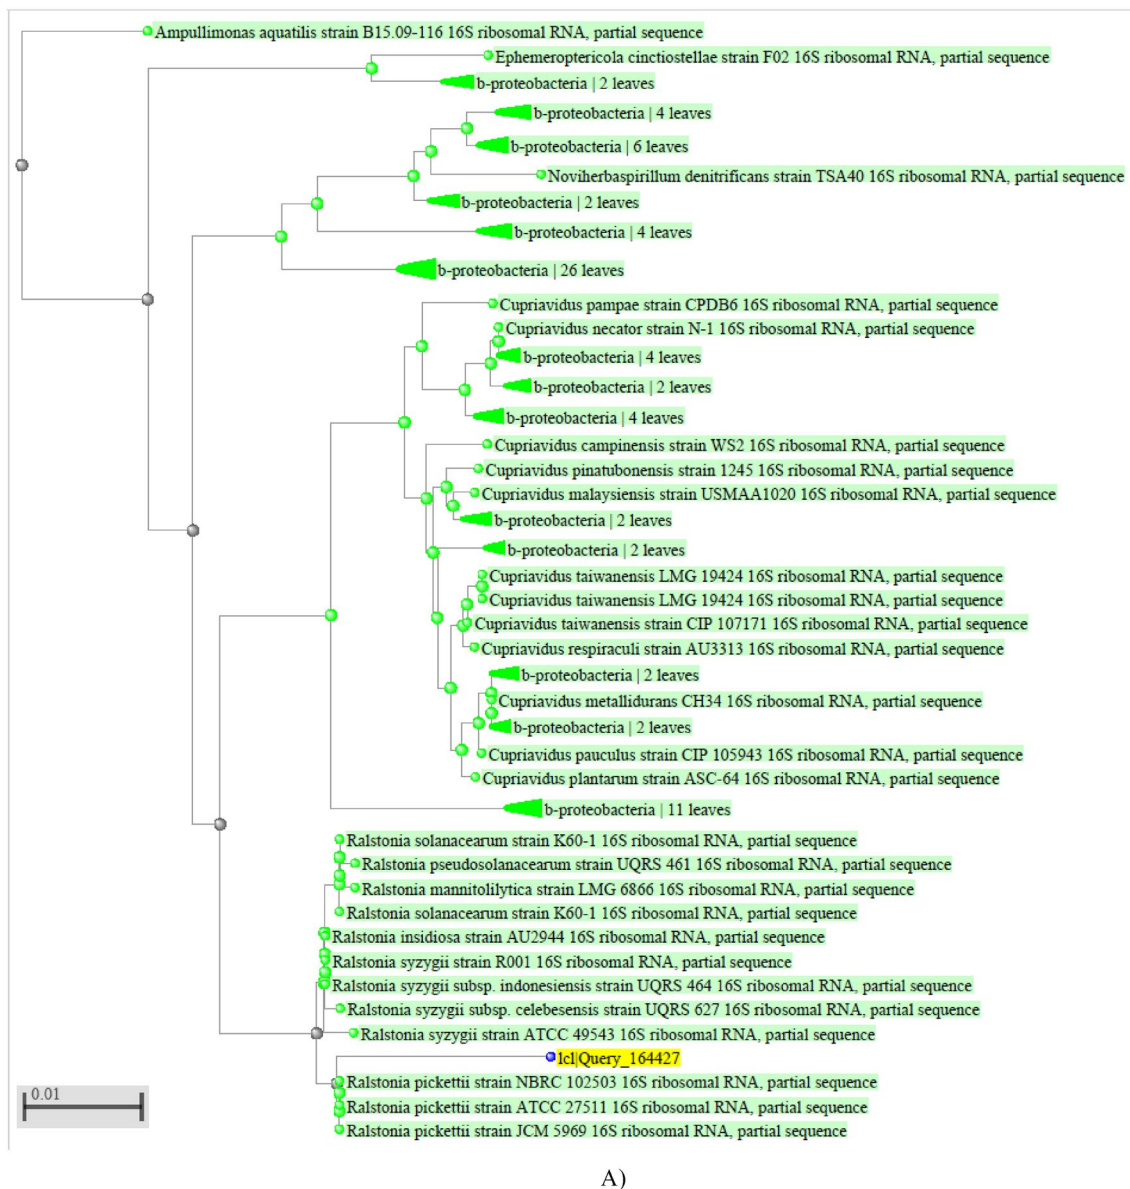 Ampullimonas aquatilis strain B15.09-116 16S ribosomal RNA, partial sequence
Ephemeroptericola cinctiostellae strain F02 16S ribosomal RNA, partial sequence
b-proteobacteria | 2 leaves
b-proteobacteria | 4 leaves
b-proteobacteria | 6 leaves
Noviherbaspirillum denitrificans strain TSA40 16S ribosomal RNA, partial sequence
b-proteobacteria | 2 leaves
b-proteobacteria | 4 leaves
b-proteobacteria | 26 leaves
Cupriavidus pampae strain CPDB6 16S ribosomal RNA, partial sequence
Cupriavidus necator strain N-1 16S ribosomal RNA, partial sequence
b-proteobacteria | 4 leaves
b-proteobacteria | 2 leaves
b-proteobacteria | 4 leaves
Cupriavidus campinensis strain WS2 16S ribosomal RNA, partial sequence
Cupriavidus pinatubonensis strain 1245 16S ribosomal RNA, partial sequence
Cupriavidus malaysiensis strain USMAA1020 16S ribosomal RNA, partial sequence
b-proteobacteria | 2 leaves
b-proteobacteria | 2 leaves
Cupriavidus taiwanensis LMG 19424 16S ribosomal RNA, partial sequence
Cupriavidus taiwanensis LMG 19424 16S ribosomal RNA, partial sequence
Cupriavidus taiwanensis strain CIP 107171 16S ribosomal RNA, partial sequence
Cupriavidus respiraculi strain AU3313 16S ribosomal RNA, partial sequence
b-proteobacteria | 2 leaves
Cupriavidus metallidurans CH34 16S ribosomal RNA, partial sequence
b-proteobacteria | 2 leaves
Cupriavidus pauculus strain CIP 105943 16S ribosomal RNA, partial sequence
Cupriavidus plantarum strain ASC-64 16S ribosomal RNA, partial sequence
b-proteobacteria | 11 leaves
Ralstonia solanacearum strain K60-1 16S ribosomal RNA, partial sequence
Ralstonia pseudosolanacearum strain UQRS 461 16S ribosomal RNA, partial sequence
Ralstonia mannitolilytica strain LMG 6866 16S ribosomal RNA, partial sequence
Ralstonia solanacearum strain K60-1 16S ribosomal RNA, partial sequence
Ralstonia insidiosa strain AU2944 16S ribosomal RNA, partial sequence
Ralstonia syzygii strain R001 16S ribosomal RNA, partial sequence
Ralstonia syzygii subsp. indonesiensis strain UQRS 464 16S ribosomal RNA, partial sequence
Ralstonia syzygii subsp. celebesensis strain UQRS 627 16S ribosomal RNA, partial sequence
Ralstonia syzygii strain ATCC 49543 16S ribosomal RNA, partial sequence
lcl|Query_164427
Ralstonia pickettii strain NBRC 102503 16S ribosomal RNA, partial sequence
0.01
Ralstonia pickettii strain ATCC 27511 16S ribosomal RNA, partial sequence
Ralstonia pickettii strain JCM 5969 16S ribosomal RNA, partial sequence
A)